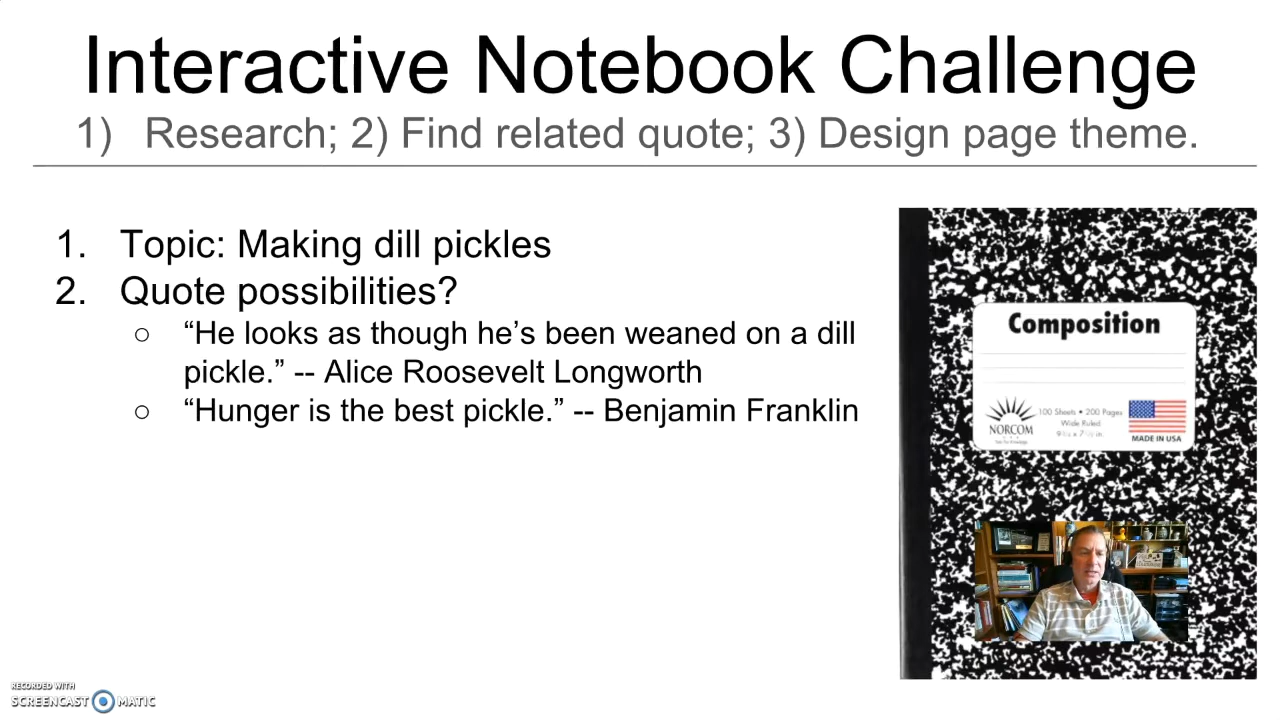 Interactive Notebook Challenge
1) Research; 2) Find related quote; 3) Design page theme.
1. Topic: Making dill pickles
2. Quote possibilities?
○ “He looks as though he’s been weaned on a dill
pickle.” -- Alice Roosevelt Longworth
○ “Hunger is the best pickle.” -- Benjamin Franklin
Composition
100 Sheets • 200 Pages
Wide Ruled
NORCOM
MADE IN USA
RECORDED WITH
SCREENCAST MATIC